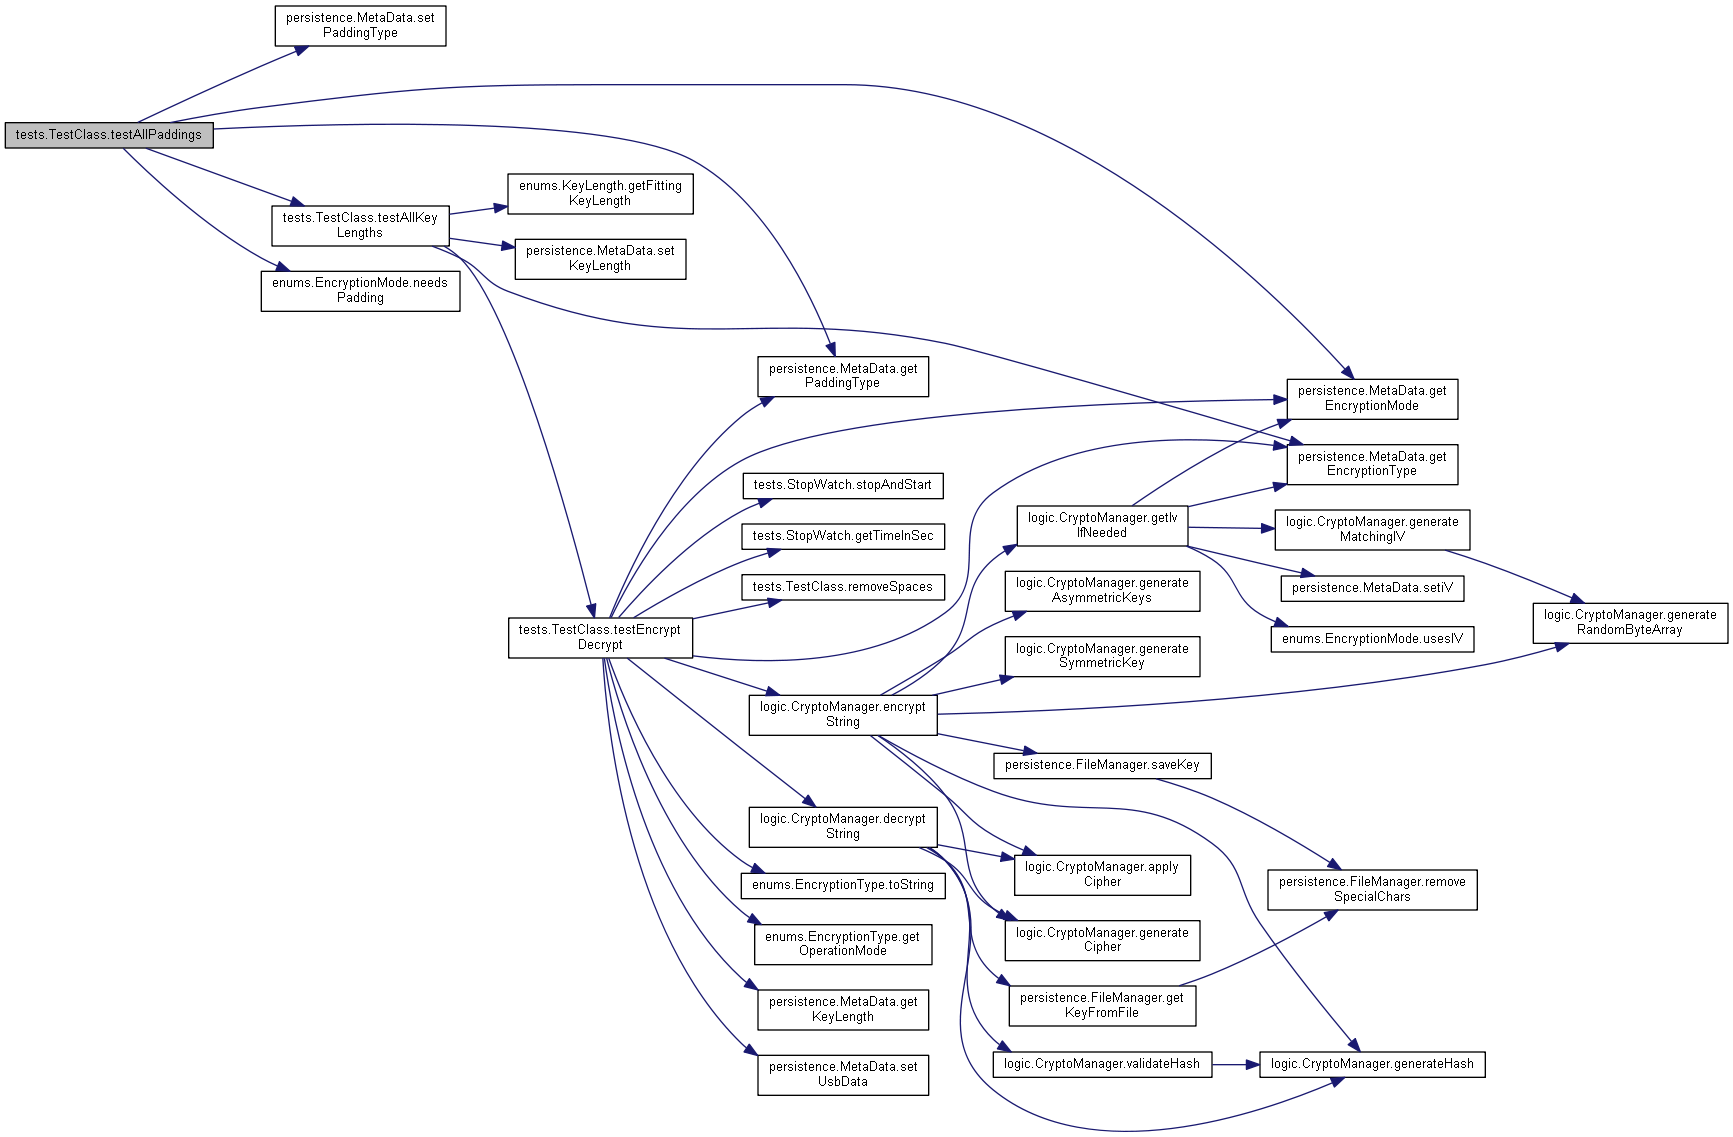 persistence.MetaData.set
PaddingType
tests.TestClass.testAllPaddings
tests.TestClass.testAllKey
Lengths
enums.EncryptionMode.needs
Padding
enums.KeyLength.getFitting
KeyLength
persistence.MetaData.set
KeyLength
tests.TestClass.testEncrypt
Decrypt
persistence.MetaData.get
PaddingType
tests.StopWatch.stopAndStart
tests.StopWatch.getTimeInSec
tests.TestClass.removeSpaces
logic.CryptoManager.encrypt
String
logic.CryptoManager.decrypt
String
enums.EncryptionType.toString
enums.EncryptionType.get
OperationMode
persistence.MetaData.get
KeyLength
persistence.MetaData.set
UsbData
logic.CryptoManager.getIv
IfNeeded
logic.CryptoManager.generate
AsymmetricKeys
logic.CryptoManager.generate
SymmetricKey
persistence.FileManager.saveKey
logic.CryptoManager.apply
Cipher
logic.CryptoManager.generate
Cipher
persistence.FileManager.get
KeyFromFile
logic.CryptoManager.validateHash
persistence.MetaData.get
EncryptionMode
persistence.MetaData.get
EncryptionType
logic.CryptoManager.generate
MatchingIV
persistence.MetaData.setiV
enums.EncryptionMode.usesIV
persistence.FileManager.remove
SpecialChars
logic.CryptoManager.generateHash
logic.CryptoManager.generate
RandomByteArray